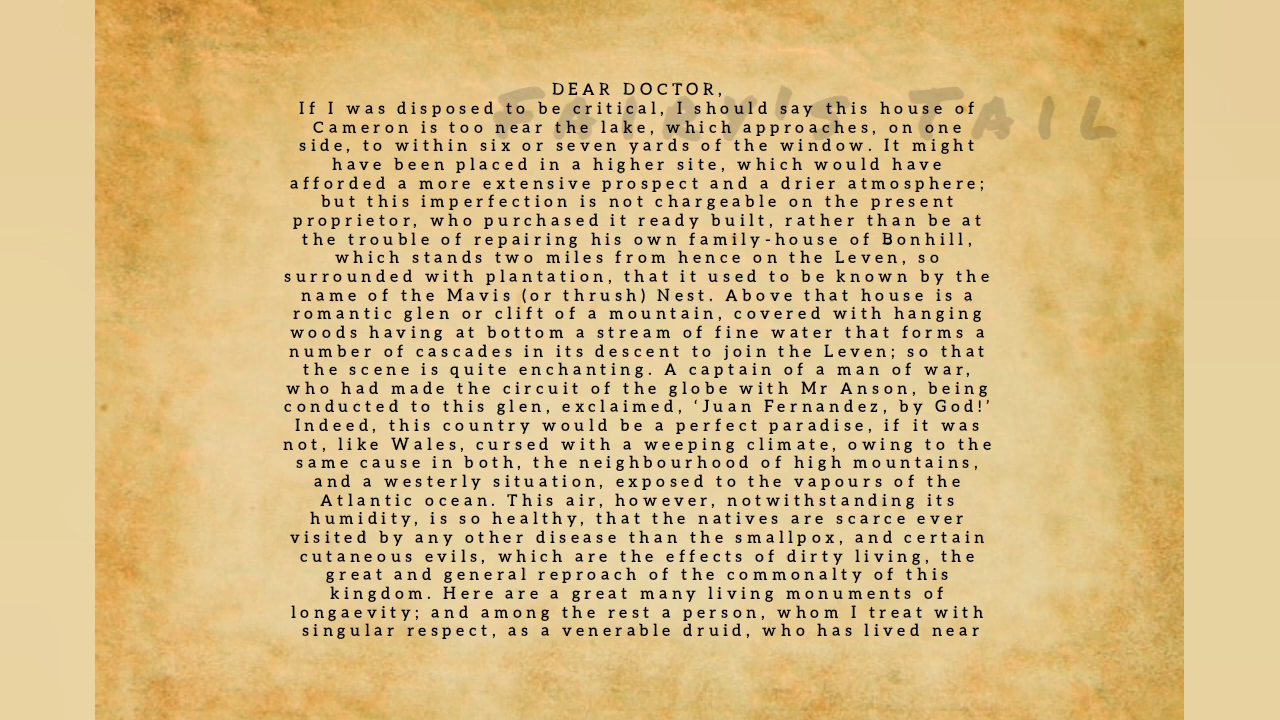 DEAR DOCTOR,
If I was disposed to be critical, I should say this house of
Cameron is too near the lake, which approaches, on one
side, to within six or seven yards of the window. It might
have been placed in a higher site, which would have
afforded a more extensive prospect and a drier atmosphere;
but this imperfection is not chargeable on the present
proprietor, who purchased it ready built, rather than be at
the trouble of repairing his own family-house of Bonhill,
which stands two miles from hence on the Leven, so
surrounded with plantation, that it used to be known by the
name of the Mavis (or thrush) Nest. Above that house is a
romantic glen or clift of a mountain, covered with hanging
woods having at bottom a stream of fine water that forms a
number of cascades in its descent to join the Leven; so that
the scene is quite enchanting. A captain of a man of war,
who had made the circuit of the globe with Mr Anson, being
conducted to this glen, exclaimed, ‘Juan Fernandez, by God!’
Indeed, this country would be a perfect paradise, if it was
not, like Wales, cursed with a weeping climate, owing to the
same cause in both, the neighbourhood of high mountains,
and a westerly situation, exposed to the vapours of the
Atlantic ocean. This air, however, notwithstanding its
humidity, is so healthy, that the natives are scarce ever
visited by any other disease than the smallpox, and certain
cutaneous evils, which are the effects of dirty living, the
great and general reproach of the commonalty of this
kingdom. Here are a great many living monuments of
longaevity; and among the rest a person, whom I treat with
singular respect, as a venerable druid, who has lived near
FAIRY'S TAIL